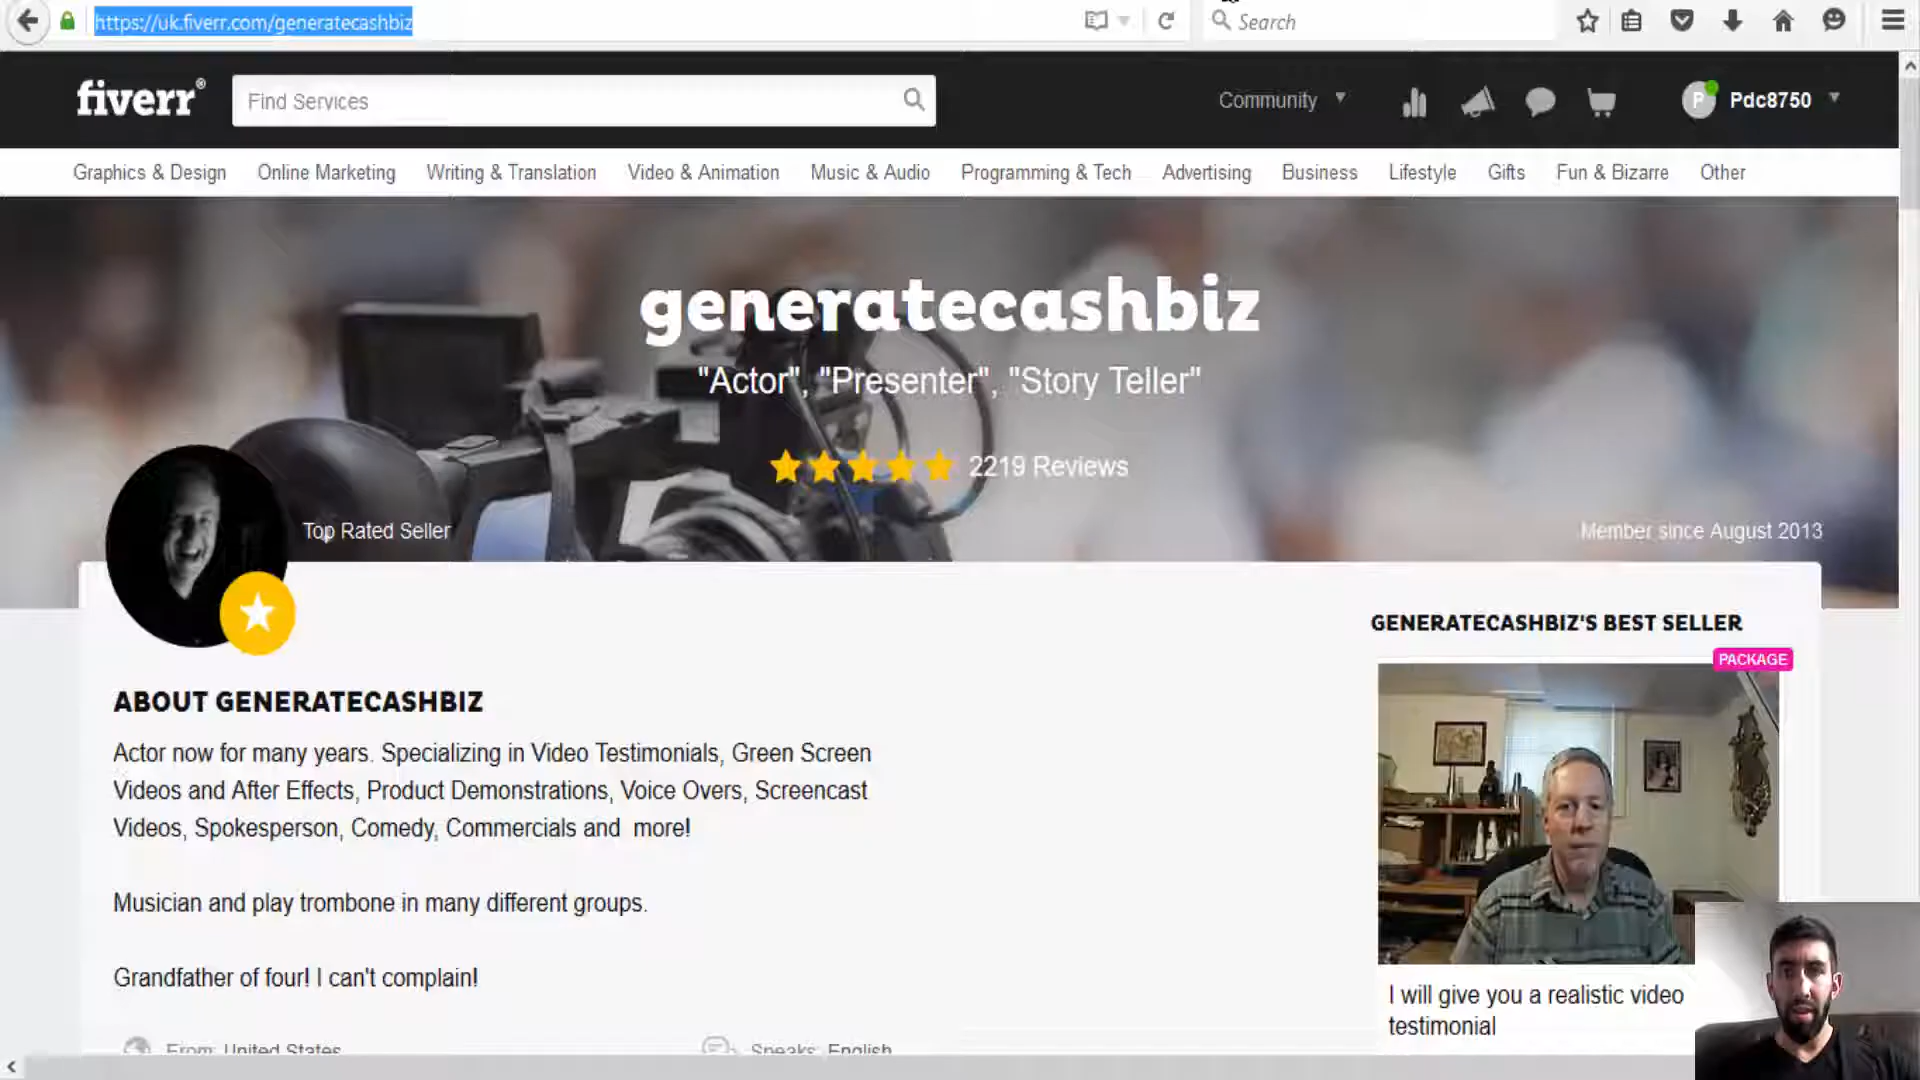 https://uk.fiverr.com/generatecashbiz
Search
fiverr®
Find Services
Community
P
Pdc8750
Graphics & Design Online Marketing Writing & Translation Video & Animation Music & Audio Programming & Tech Advertising Business Lifestyle Gifts Fun & Bizarre Other
generatecashbiz
"Actor", "Presenter", "Story Teller"
2219 Reviews
Top Rated Seller
Member since August 2013
GENERATECASHBIZ'S BEST SELLER
PACKAGE
ABOUT GENERATECASHBIZ
Actor now for many years. Specializing in Video Testimonials, Green Screen
Videos and After Effects, Product Demonstrations, Voice Overs, Screencast
Videos, Spokesperson, Comedy, Commercials and more!
Musician and play trombone in many different groups.
Grandfather of four! I can't complain!
I will give you a realistic video
testimonial
From: United States
Speaks: English